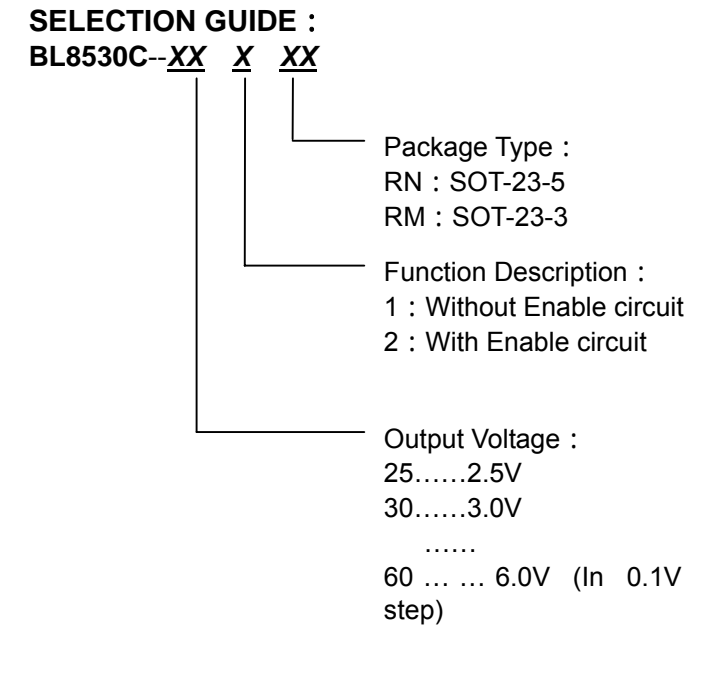 SELECTION GUIDE：
BL8530C--XX X XX
Package Type：
RN：SOT-23-5
RM：SOT-23-3
Function Description：
1：Without Enable circuit
2：With Enable circuit
Output Voltage：
25……2.5V
30……3.0V
……
60 … … 6.0V (In 0.1V
step)